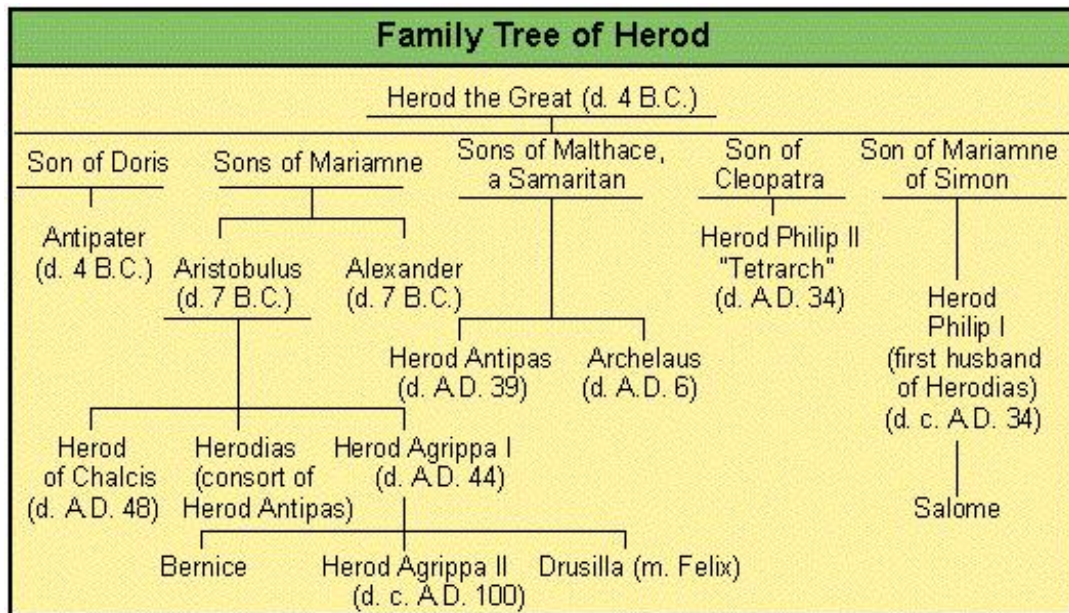 Family Tree of Herod
Herod the Great (d. 4 B.C.)
Son of Doris
Sons of Mariamne
Sons of Malthace,
a Samaritan
Son of
Cleopatra
Son of Mariamne
of Simon
Antipater
(d. 4 B.C.)
Aristobulus
(d. 7 B.C.)
Alexander
(d. 7 B.C.)
Herod Philip II
"Tetrarch"
(d. A.D. 34)
Herod Antipas
(d. A.D. 39)
Archelaus
(d. A.D. 6)
Herod
Philip I
(first husband
of Herodias)
(d. c. A.D. 34)
Herod
of Chalcis
(d. A.D. 48)
Herodias
(consort of
Herod Antipas)
Herod Agrippa I
(d. A.D. 44)
Salome
Bernice
Herod Agrippa II
(d. c. A.D. 100)
Drusilla (m. Felix)